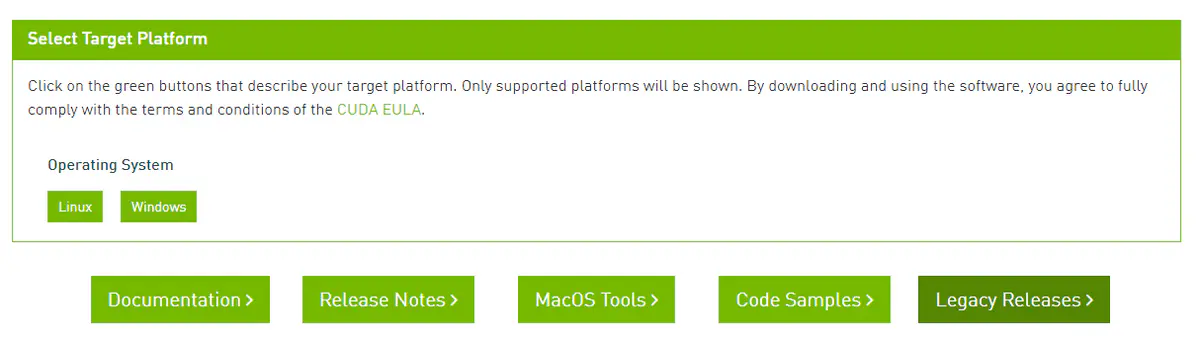 Select Target Platform
Click on the green buttons that describe your target platform. Only supported platforms will be shown. By downloading and using the software, you agree to fully
comply with the terms and conditions of the CUDA EULA.
Operating System
Linux Windows
Documentation > Release Notes > MacOS Tools > Code Samples > Legacy Releases >